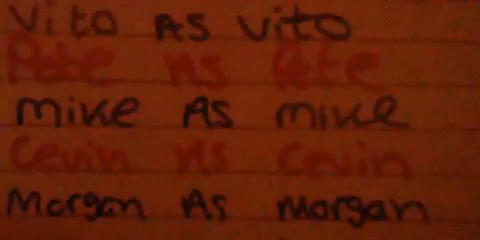 Vito As Vito
Pete As Pete
Mike As Mike
Cevin As Cevin
Morgan As Morgan